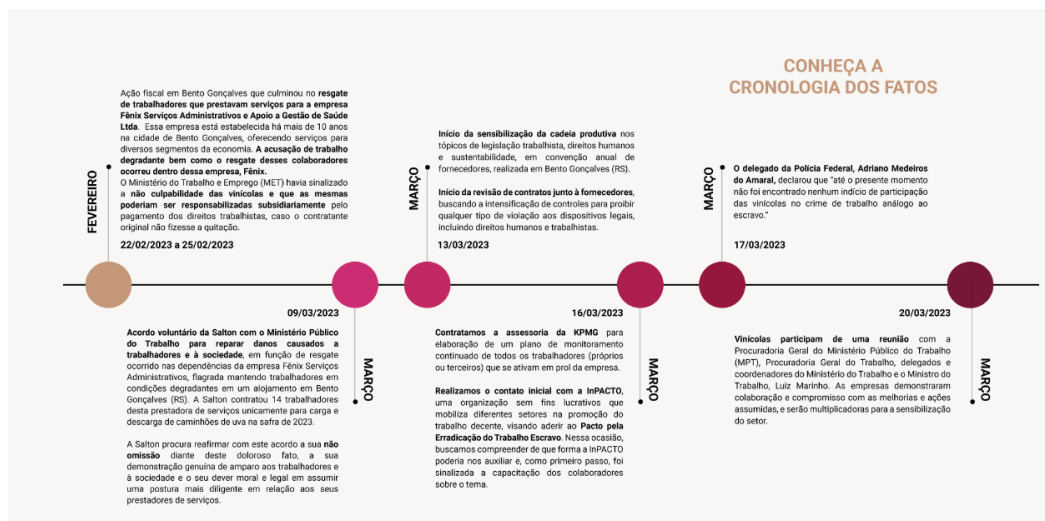 CONHEÇA A
CRONOLOGIA DOS FATOS
FEVEREIRO
Ação fiscal em Bento Gonçalves que culminou no resgate
de trabalhadores que prestavam serviços para a empresa
Fênix Serviços Administrativos e Apoio a Gestão de Saúde
Ltda. Essa empresa está estabelecida há mais de 10 anos
na cidade de Bento Gonçalves, oferecendo serviços para
diversos segmentos da economia. A acusação de trabalho
degradante bem como o resgate desses colaboradores
ocorreu dentro dessa empresa, Fênix.
O Ministério do Trabalho e Emprego (MET) havia sinalizado
a não culpabilidade das vinícolas e que as mesmas
poderiam ser responsabilizadas subsidiariamente pelo
pagamento dos direitos trabalhistas, caso o contratante
original não fizesse a quitação.
22/02/2023 a 25/02/2023
09/03/2023
Acordo voluntário da Salton com o Ministério Público
do Trabalho para reparar danos causados a
trabalhadores e à sociedade, em função de resgate
ocorrido nas dependências da empresa Fênix Serviços
Administrativos, flagrada mantendo trabalhadores em
condições degradantes em um alojamento em Bento
Gonçalves (RS). A Salton contratou 14 trabalhadores
desta prestadora de serviços unicamente para carga e
descarga de caminhões de uva na safra de 2023.
A Salton procura reafirmar com este acordo a sua não
omissão diante deste doloroso fato, a sua
demonstração genuína de amparo aos trabalhadores e
à sociedade e o seu dever moral e legal em assumir
uma postura mais diligente em relação aos seus
prestadores de serviços.
MARÇO
MARÇO
Início da sensibilização da cadeia produtiva nos
tópicos de legislação trabalhista, direitos humanos
e sustentabilidade, em convenção anual de
fornecedores, realizada em Bento Gonçalves (RS).
Início da revisão de contratos junto à fornecedores,
buscando a intensificação de controles para proibir
qualquer tipo de violação aos dispositivos legais,
incluindo direitos humanos e trabalhistas.
13/03/2023
16/03/2023
Contratamos a assessoria da KPMG para
elaboração de um plano de monitoramento
continuado de todos os trabalhadores (próprios
ou terceiros) que se ativam em prol da empresa.
Realizamos o contato inicial com a InPACTO,
uma organização sem fins lucrativos que
mobiliza diferentes setores na promoção do
trabalho decente, visando aderir ao Pacto pela
Erradicação do Trabalho Escravo. Nessa ocasião,
buscamos compreender de que forma a InPACTO
poderia nos auxiliar e, como primeiro passo, foi
sinalizada a capacitação dos colaboradores
sobre o tema.
MARÇO
MARÇO
O delegado da Polícia Federal, Adriano Medeiros
do Amaral, declarou que "até o presente momento
não foi encontrado nenhum indício de participação
das vinícolas no crime de trabalho análogo ao
escravo."
17/03/2023
20/03/2023
Vinícolas participam de uma reunião com a
Procuradoria Geral do Ministério Público do Trabalho
(MPT), Procuradoria Geral do Trabalho, delegados e
coordenadores do Ministério do Trabalho e o Ministro do
Trabalho, Luiz Marinho. As empresas demonstraram
colaboração e compromisso com as melhorias e ações
assumidas, e serão multiplicadoras para a sensibilização
do setor.
MARÇO